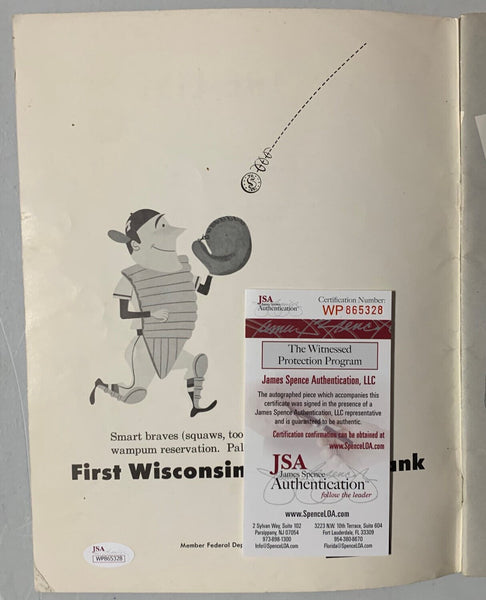 $
JSA
James Spence
Authentication
Certification Number:
WP865328
The Witnessed
Protection Program
James Spence Authentication, LLC
The autographed piece which accompanies this
certificate was signed in the presence of a
James Spence Authentication, LLC representative
and is guaranteed to be authentic.
Certification confirmation can be obtained at
www.SpenceLOA.com
JSA
James Spence
Authentication
follow the leader
www.SpenceLOA.com
2 Sylvan Way, Suite 102
Parsippany, NJ 07054
973-898-1300
Info@SpenceLOA.com
3223 N.W. 10th Terrace, Suite 604
Fort Lauderdale, FL 33309
954-380-8670
Florida@SpenceLOA.com
Smart braves (squaws, too
wampum reservation. Pal
First Wisconsin
ank
Member Federal Dep
JSA
WP865328